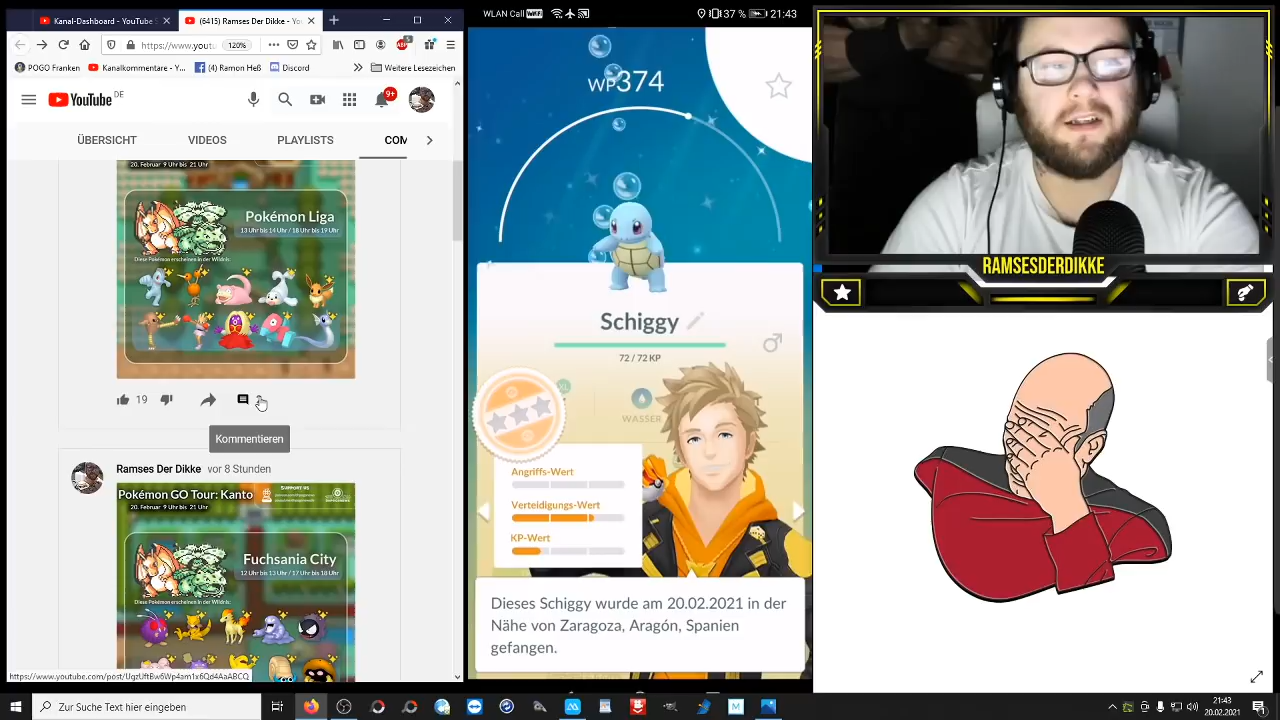 Kanal-Dashboard - YouTube S
(6415) Ramses Der Dikke - You
https://www.youtu
120%
POGO Franken
Kanalkommentare - Y...
(4) Ramon Heß
Discord
Weitere Lesezeichen
YouTube DE
9+
ÜBERSICHT
VIDEOS
PLAYLISTS
COM
20. Februar 9 Uhr bis 21 Uhr
Pokémon Liga
13 Uhr bis 14 Uhr / 18 Uhr bis 19 Uhr
Diese Pokémon erscheinen in der Wildnis:
19
Kommentieren
Ramses Der Dikke vor 8 Stunden
Pokémon GO Tour: Kanto
SUPPORT US
20. Februar 9 Uhr bis 21 Uhr
Fuchsania City
12 Uhr bis 13 Uhr / 17 Uhr bis 18 Uhr
Diese Pokémon erscheinen in der Wildnis:
https://www.youtube.com/post/UgzUftBw6Wp4am1x6Qd4AaABCQ
WLAN Call
37 %
21:43
WP374
Schiggy
72 / 72 KP
WASSER
Angriffs-Wert
Verteidigungs-Wert
KP-Wert
Dieses Schiggy wurde am 20.02.2021 in der
Nähe von Zaragoza, Aragón, Spanien
gefangen.
RAMSESDERDIKKE
Zur Suche Text hier eingeben
21:43
20.02.2021